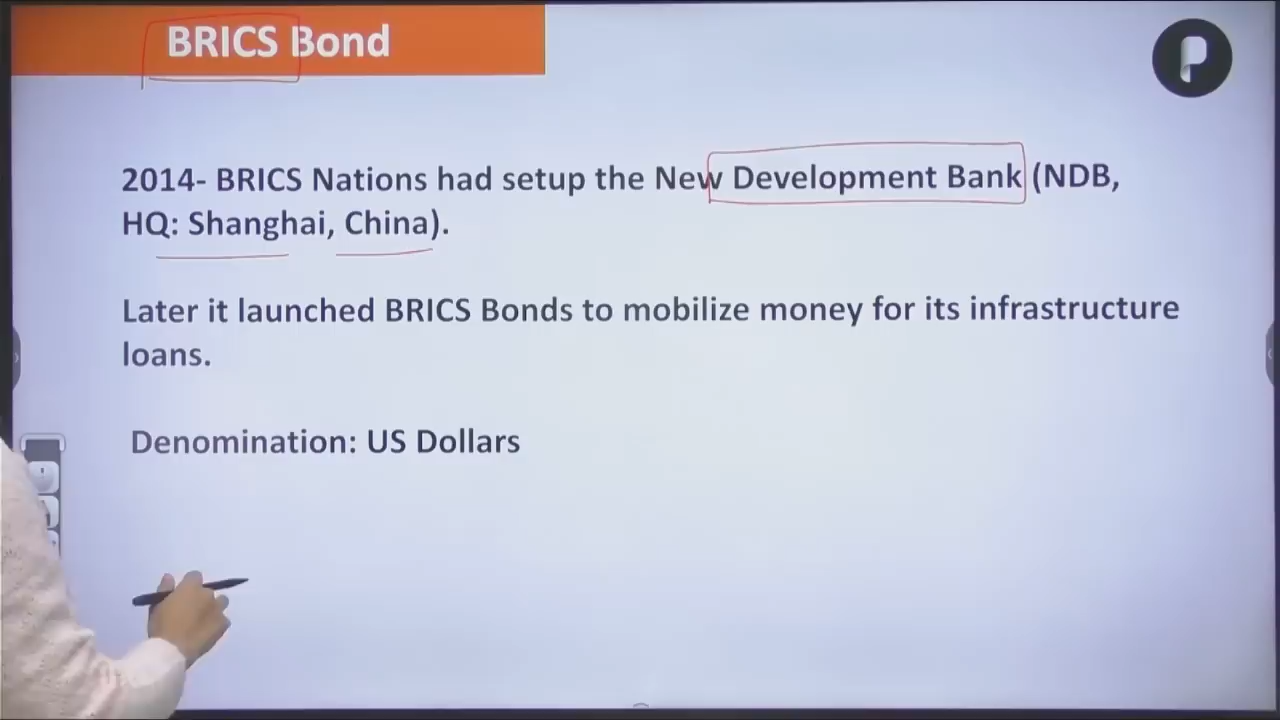 BRICS Bond
2014- BRICS Nations had setup the New Development Bank (NDB,
HQ: Shanghai, China).
Later it launched BRICS Bonds to mobilize money for its infrastructure
loans.
Denomination: US Dollars